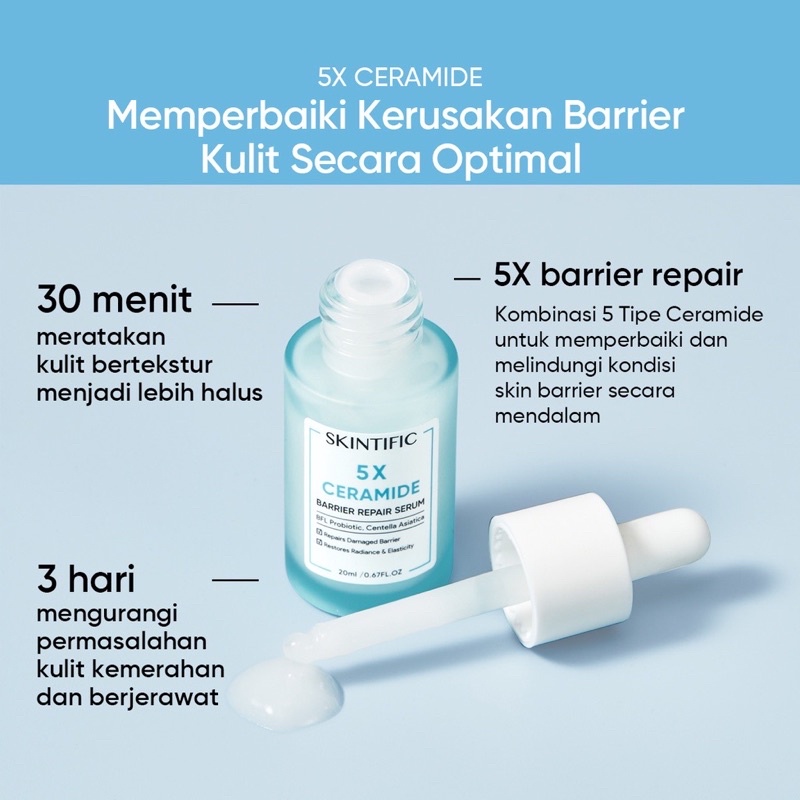 5X CERAMIDE
Memperbaiki Kerusakan Barrier
Kulit Secara Optimal
30 menit
meratakan
kulit bertekstur
menjadi lebih halus
5X barrier repair
Kombinasi 5 Tipe Ceramide
untuk memperbaiki dan
melindungi kondisi
skin barrier secara
mendalam
SKINTIFIC
5X
CERAMIDE
BARRIER REPAIR SERUM
BFL Probiotic, Centella Asiatica
Repairs Damaged Barrier
Restores Radiance & Elasticity
20ml /0.67FL.OZ
3 hari
mengurangi
permasalahan
kulit kemerahan
dan berjerawat